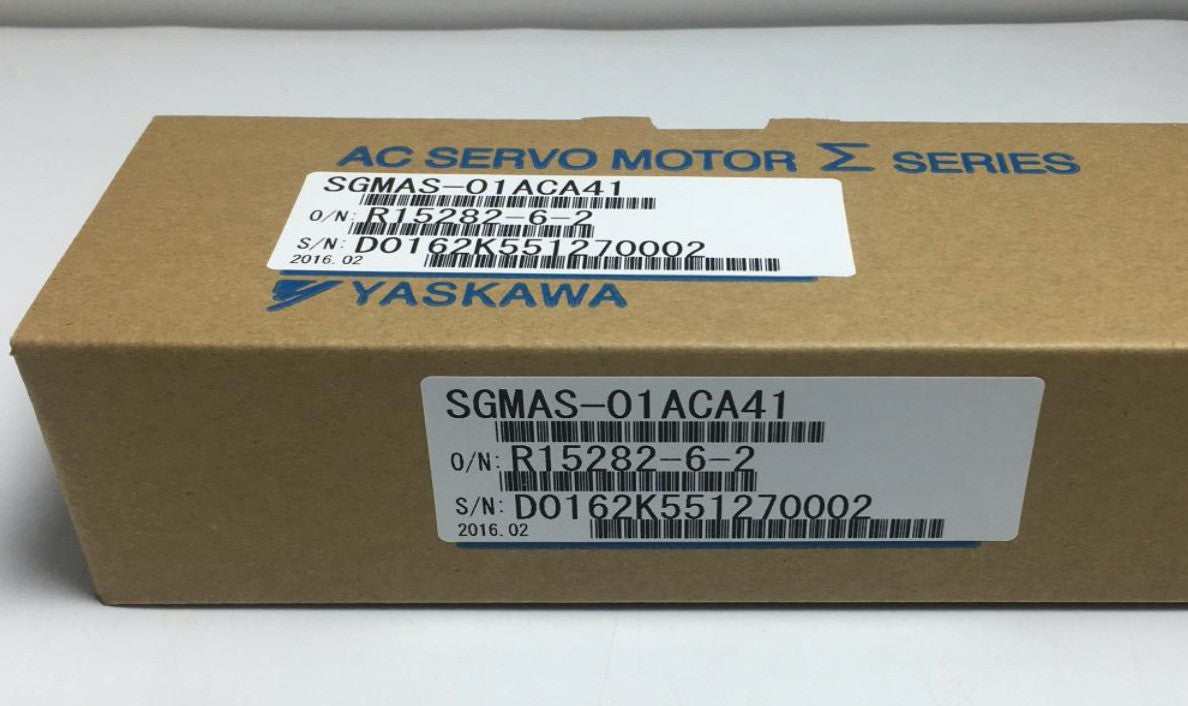 AC SERVO MOTOR Σ SERIES
SGMAS-01ACA41
O/N: R15282-6-2
S/N: D0162K551270002
2016.02
YASKAWA
SGMAS-01ACA41
O/N: R15282-6-2
S/N: D0162K551270002
2016.02